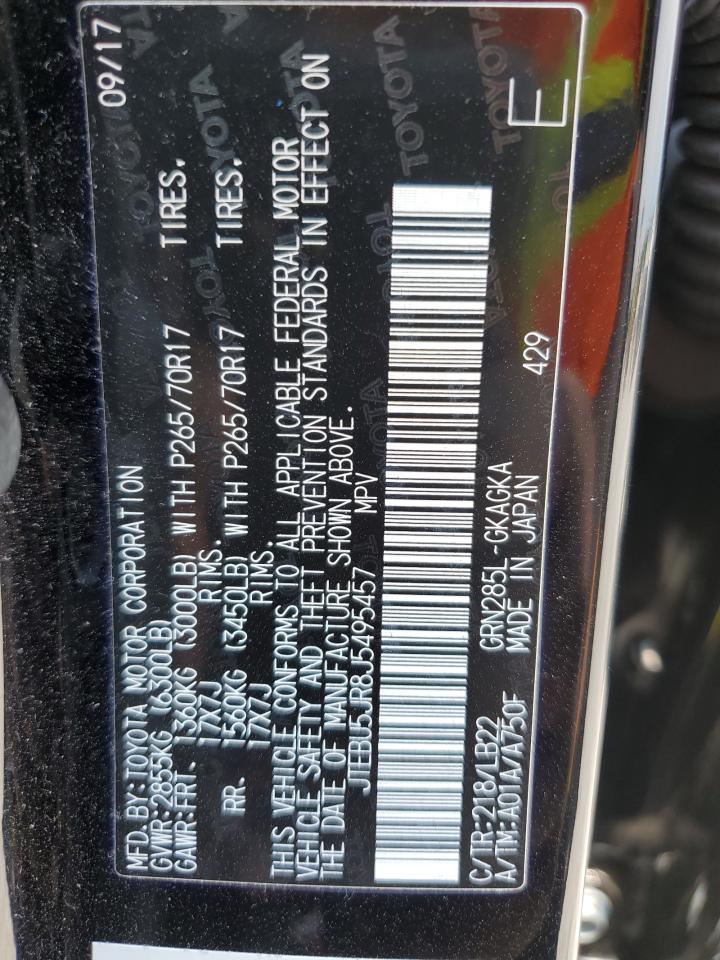 MFD.BY:TOYOTA MOTOR CORPORATION 09/17
GVWR:2855KG (6300LB)
GAWR:FRT. 1360KG (3000LB) WITH P265/70R17 TIRES.
17X7J RIMS.
RR. 1560KG (3450LB) WITH P265/70R17 TIRES.
17X7J RIMS.
THIS VEHICLE CONFORMS TO ALL APPLICABLE FEDERAL MOTOR
VEHICLE SAFETY AND THEFT PREVENTION STANDARDS IN EFFECT ON
THE DATE OF MANUFACTURE SHOWN ABOVE.
JTEBU5JR8J5495457 MPV
C/TR:218/LB22 GRN285L-GKAGKA
A/TM:A01A/A750F MADE IN JAPAN 429 E